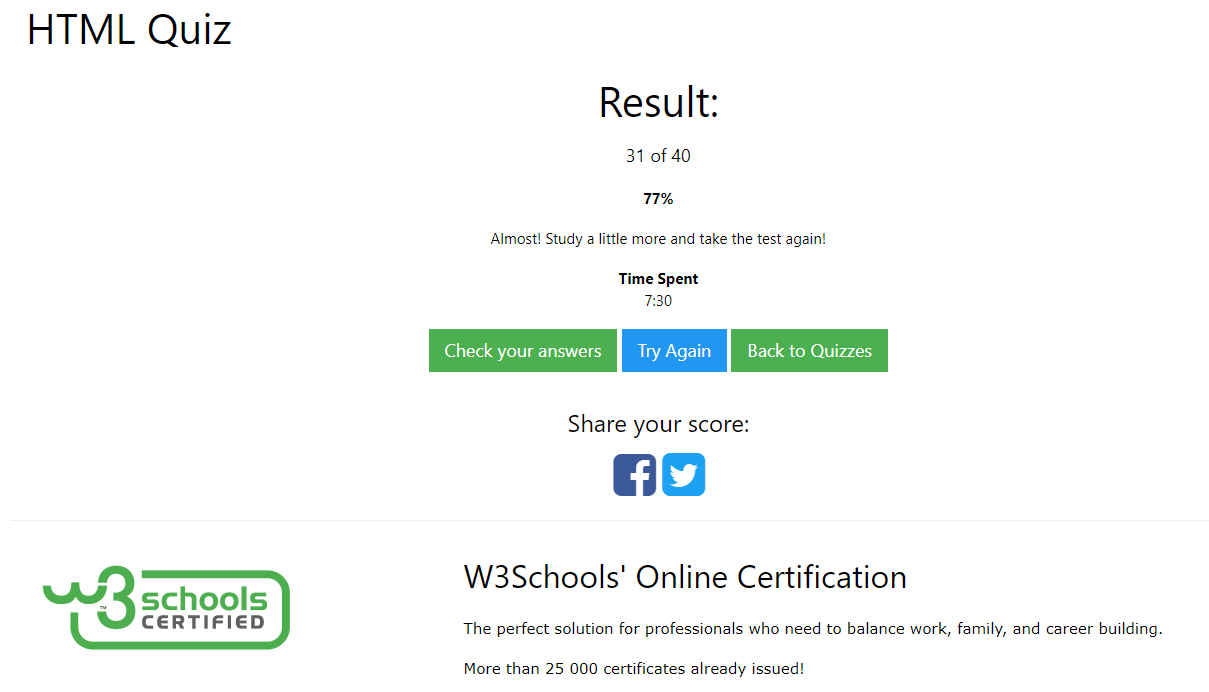 HTML Quiz
Result:
31 of 40
77%
Almost! Study a little more and take the test again!
Time Spent
7:30
Check your answers
Try Again
Back to Quizzes
Share your score:
w3schools
™
CERTIFIED
W3Schools' Online Certification
The perfect solution for professionals who need to balance work, family, and career building.
More than 25 000 certificates already issued!